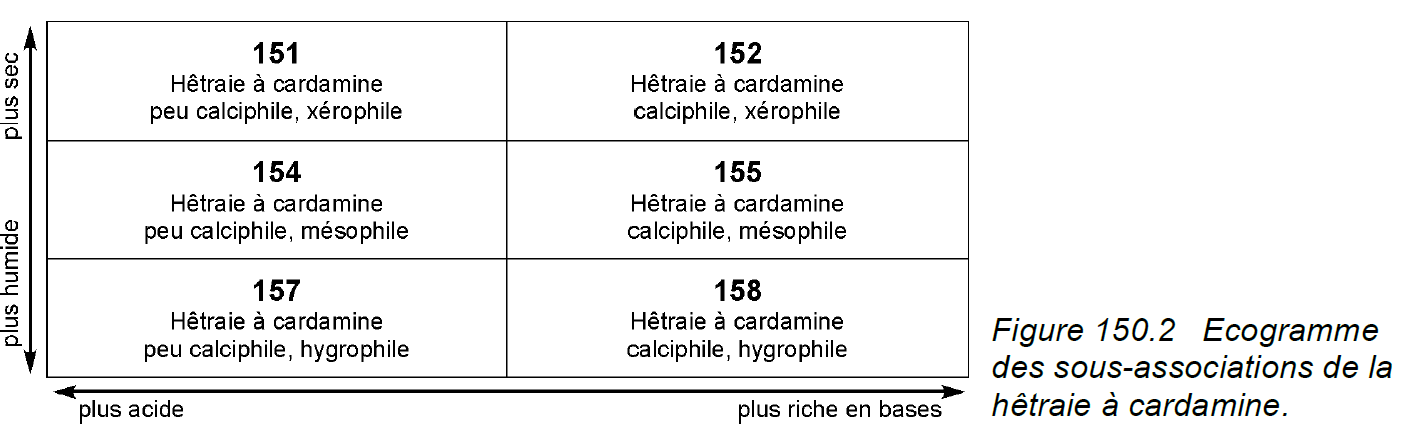 plus sec
plus humide
151
Hêtraie à cardamine
peu calciphile, xérophile
152
Hêtraie à cardamine
calciphile, xérophile
154
Hêtraie à cardamine
peu calciphile, mésophile
155
Hêtraie à cardamine
calciphile, mésophile
157
Hêtraie à cardamine
peu calciphile, hygrophile
158
Hêtraie à cardamine
calciphile, hygrophile
plus acide
plus riche en bases
Figure 150.2 Ecogramme
des sous-associations de la
hêtraie à cardamine.